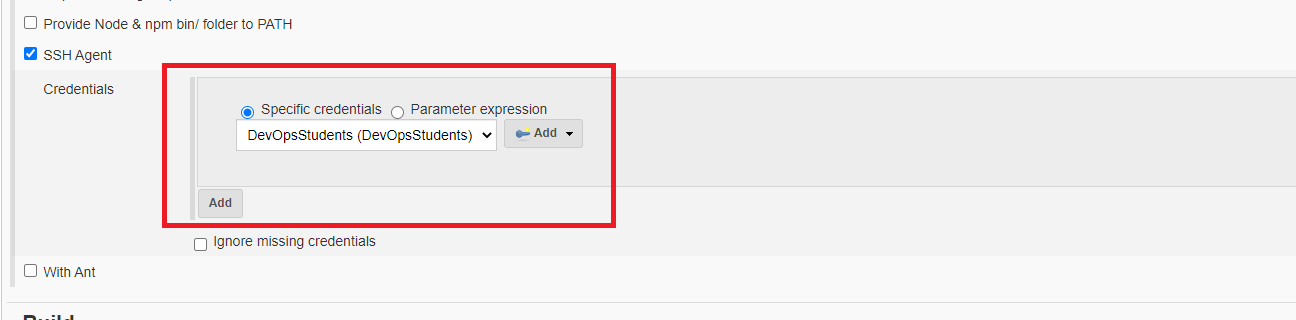 Provide Node & npm bin/ folder to PATH
SSH Agent
Credentials
Specific credentials Parameter expression
DevOpsStudents (DevOpsStudents) Add
Add
Ignore missing credentials
With Ant
Build